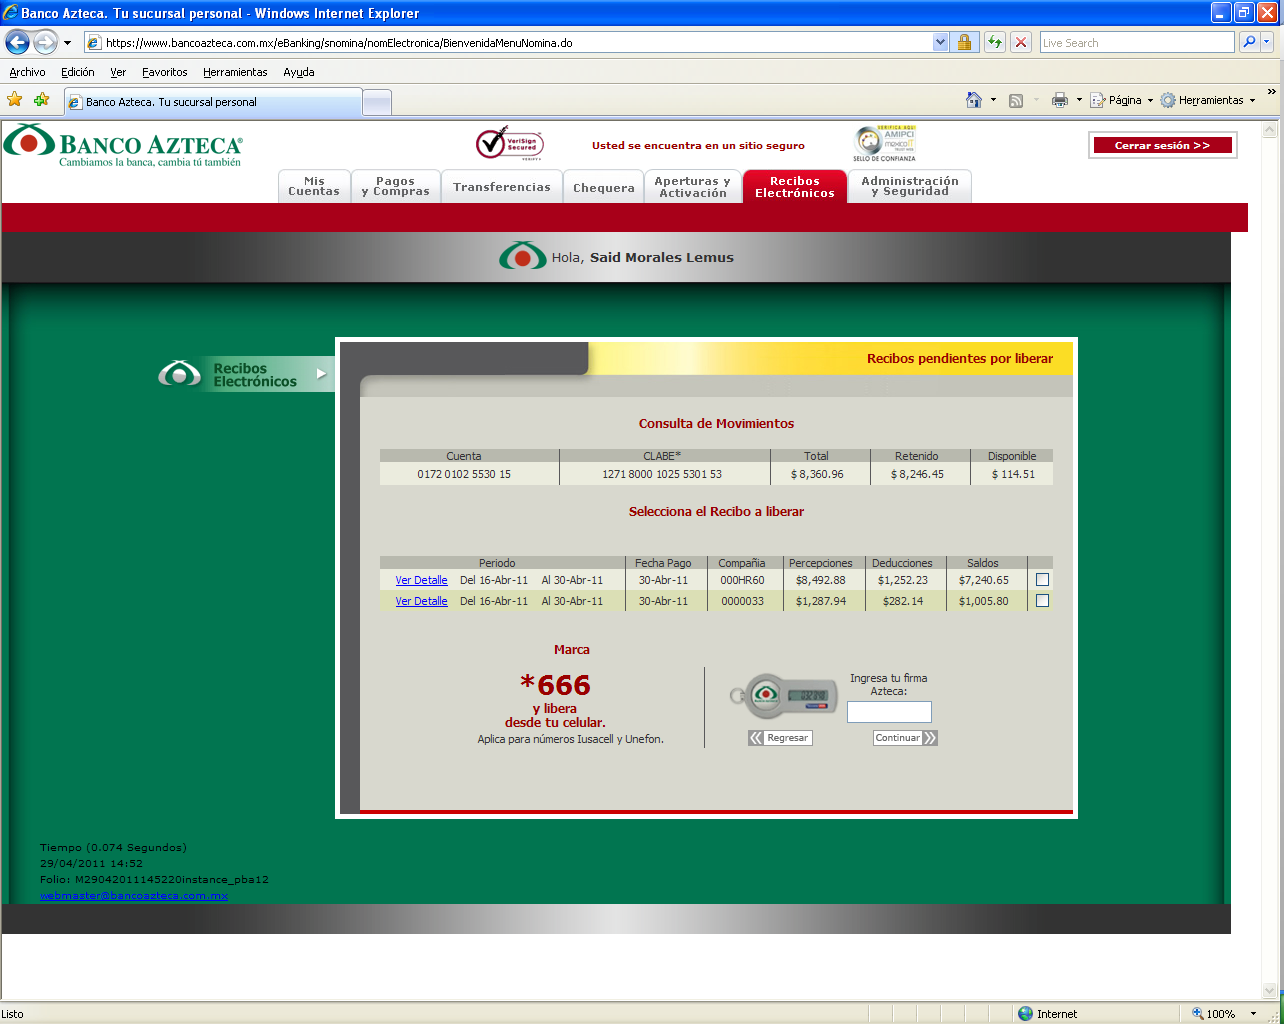 Banco Azteca. Tu sucursal personal - Windows Internet Explorer
https://www.bancoazteca.com.mx/eBanking/snomina/nomElectronica/BienvenidaMenuNomina.do
Live Search
Archivo Edición Ver Favoritos Herramientas Ayuda
Banco Azteca. Tu sucursal personal
Página Herramientas
BANCO AZTECA
Cambiamos la banca, cambia tú también
VeriSign Secured
VERIFY
Usted se encuentra en un sitio seguro
VERIFICA AQUI
AMIPCI
SELLO DE CONFIANZA
Cerrar sesión >>
Mis Cuentas
Pagos y Compras
Transferencias
Chequera
Aperturas y Activación
Recibos Electrónicos
Administración y Seguridad
Hola, Said Morales Lemus
Recibos Electrónicos
Recibos pendientes por liberar
Consulta de Movimientos
Cuenta CLABE* Total Retenido Disponible
0172 0102 5530 15 1271 8000 1025 5301 53 $ 8,360.96 $ 8,246.45 $ 114.51
Selecciona el Recibo a liberar
Periodo Fecha Pago Compañia Percepciones Deducciones Saldos
Ver Detalle Del 16-Abr-11 Al 30-Abr-11 30-Abr-11 000HR60 $8,492.88 $1,252.23 $7,240.65
Ver Detalle Del 16-Abr-11 Al 30-Abr-11 30-Abr-11 0000033 $1,287.94 $282.14 $1,005.80
Marca
*666
y libera
desde tu celular.
Aplica para números Iusacell y Unefon.
Ingresa tu firma
Azteca:
Regresar
Continuar
Tiempo (0.074 Segundos)
29/04/2011 14:52
Folio: M29042011145220instance_pba12
webmaster@bancoazteca.com.mx
Listo
Internet
100%